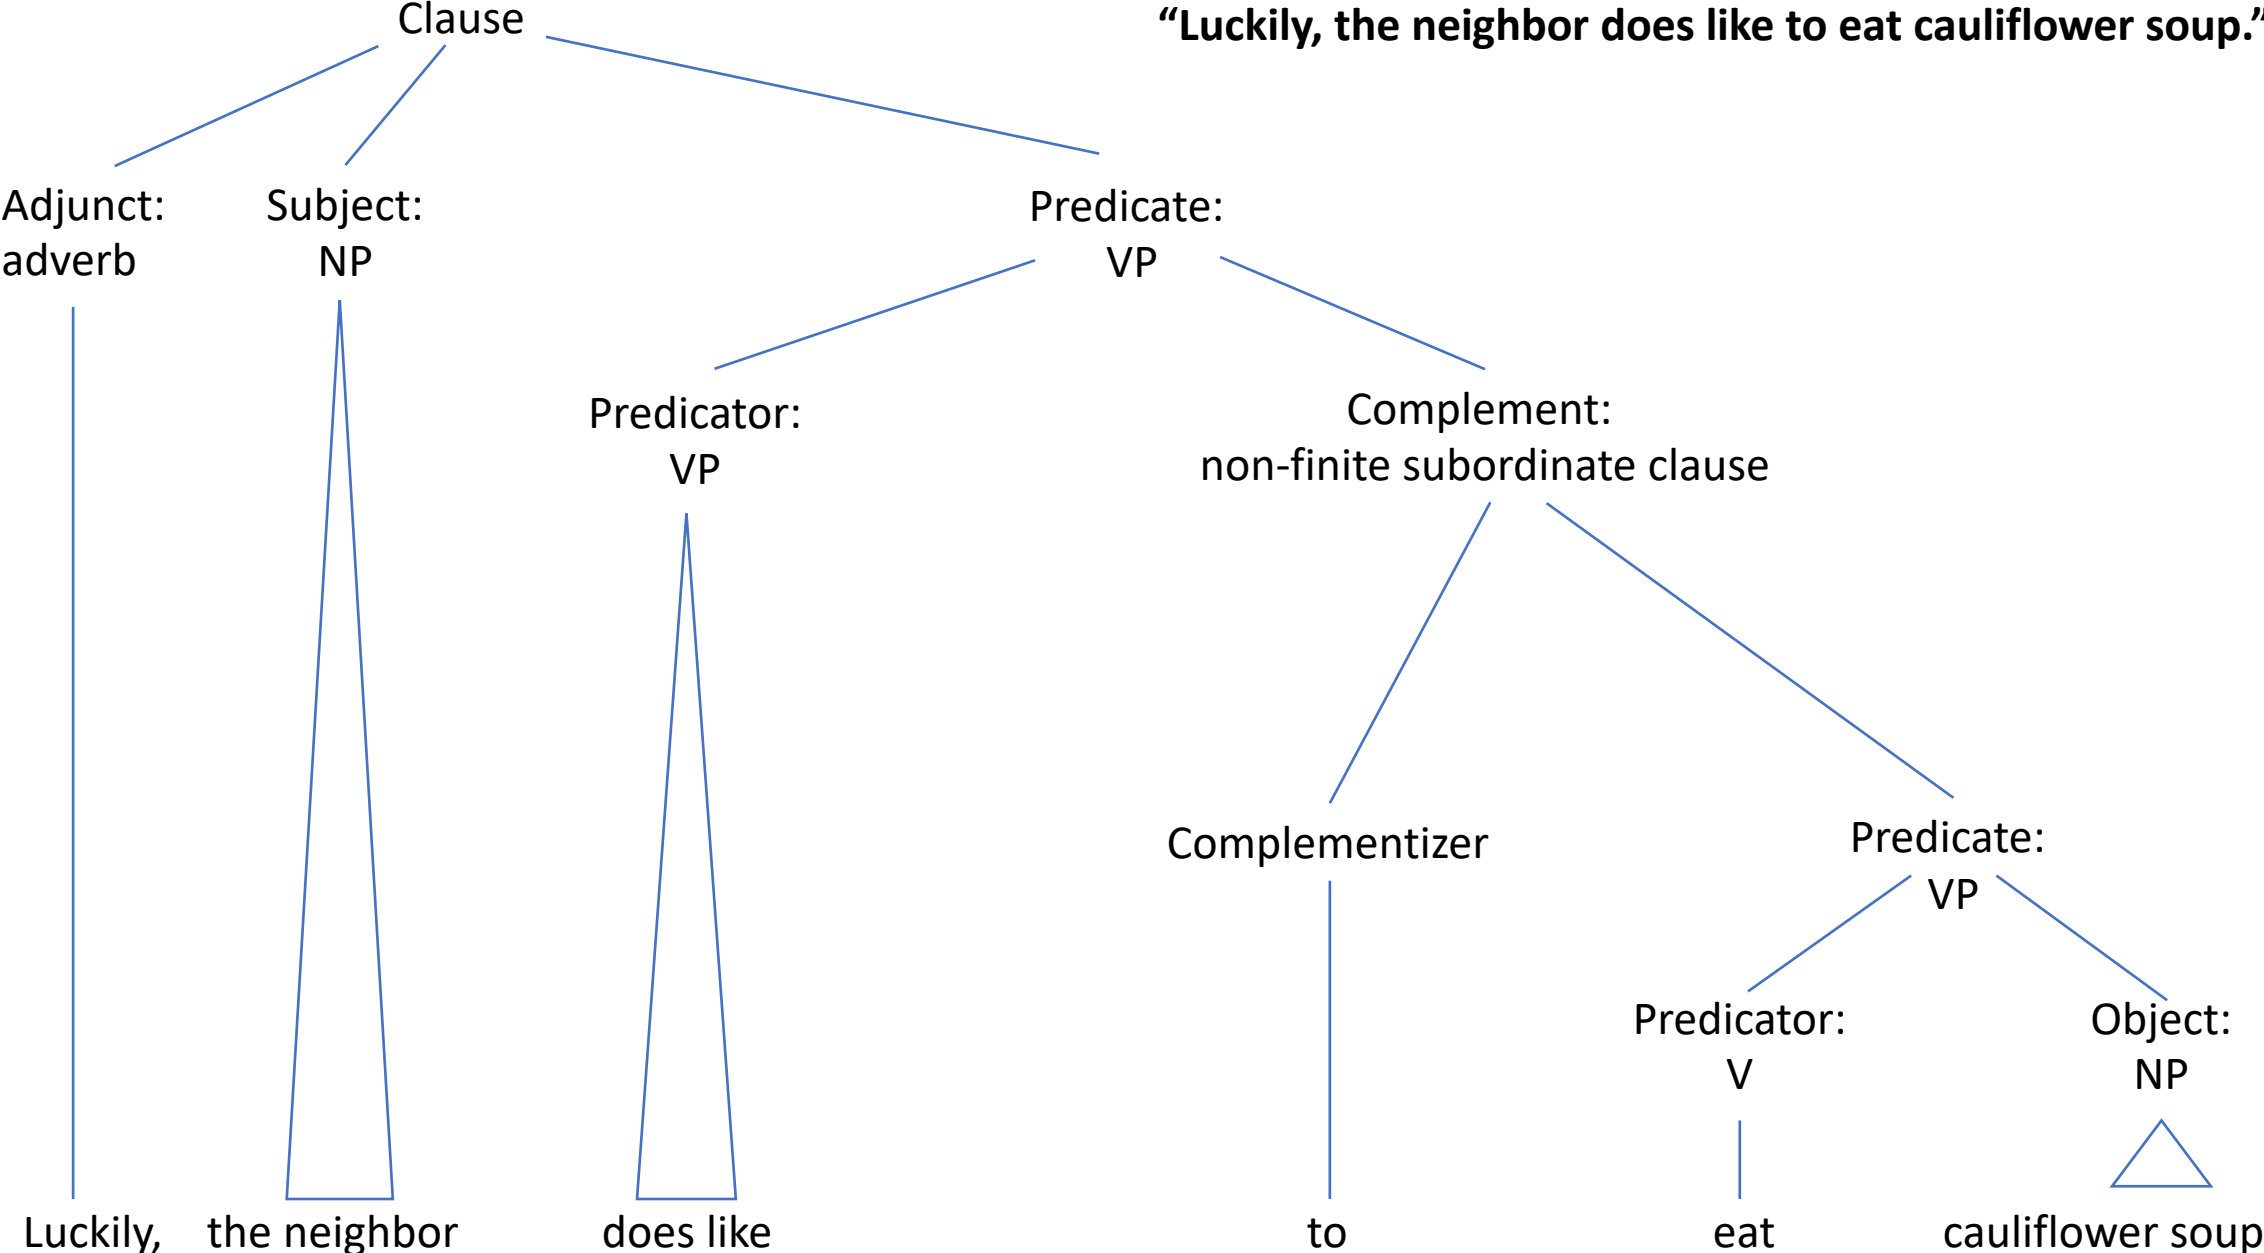 Clause
“Luckily, the neighbor does like to eat cauliflower soup.”
Adjunct:
adverb
Subject:
NP
Predicate:
VP
Predicator:
VP
Complement:
non-finite subordinate clause
Complementizer
Predicate:
VP
Predicator:
V
Object:
NP
Luckily,
the neighbor
does like
to
eat
cauliflower soup